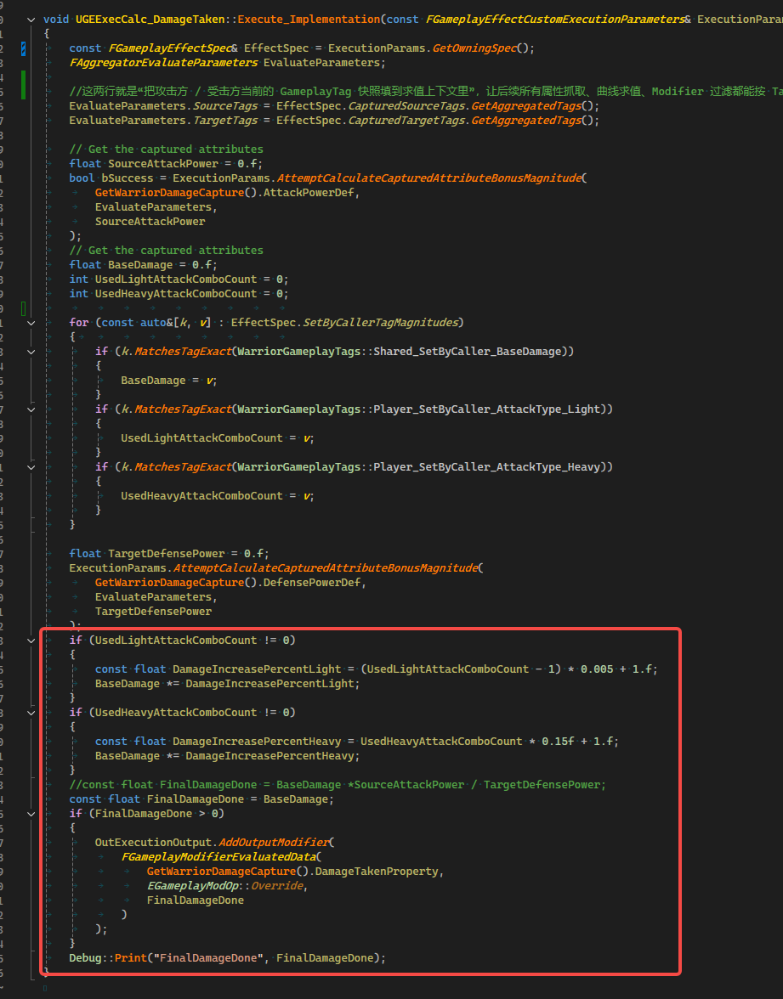 void UGEExecCalc_DamageTaken::Execute_Implementation(const FGameplayEffectCustomExecutionParameters& ExecutionParam
{
const FGameplayEffectSpec& EffectSpec = ExecutionParams.GetOwningSpec();
FAggregatorEvaluateParameters EvaluateParameters;
//这两行就是“把攻击方 / 受击方当前的 GameplayTag 快照填到求值上下文里”，让后续所有属性抓取、曲线求值、Modifier 过滤都能按 Ta
EvaluateParameters.SourceTags = EffectSpec.CapturedSourceTags.GetAggregatedTags();
EvaluateParameters.TargetTags = EffectSpec.CapturedTargetTags.GetAggregatedTags();
// Get the captured attributes
float SourceAttackPower = 0.f;
bool bSuccess = ExecutionParams.AttemptCalculateCapturedAttributeBonusMagnitude(
GetWarriorDamageCapture().AttackPowerDef,
EvaluateParameters,
SourceAttackPower
);
// Get the captured attributes
float BaseDamage = 0.f;
int UsedLightAttackComboCount = 0;
int UsedHeavyAttackComboCount = 0;
for (const auto&[k, v] : EffectSpec.SetByCallerTagMagnitudes)
{
if (k.MatchesTagExact(WarriorGameplayTags::Shared_SetByCaller_BaseDamage))
{
BaseDamage = v;
}
if (k.MatchesTagExact(WarriorGameplayTags::Player_SetByCaller_AttackType_Light))
{
UsedLightAttackComboCount = v;
}
if (k.MatchesTagExact(WarriorGameplayTags::Player_SetByCaller_AttackType_Heavy))
{
UsedHeavyAttackComboCount = v;
}
}
float TargetDefensePower = 0.f;
ExecutionParams.AttemptCalculateCapturedAttributeBonusMagnitude(
GetWarriorDamageCapture().DefensePowerDef,
EvaluateParameters,
TargetDefensePower
);
if (UsedLightAttackComboCount != 0)
{
const float DamageIncreasePercentLight = (UsedLightAttackComboCount - 1) * 0.005 + 1.f;
BaseDamage *= DamageIncreasePercentLight;
}
if (UsedHeavyAttackComboCount != 0)
{
const float DamageIncreasePercentHeavy = UsedHeavyAttackComboCount * 0.15f + 1.f;
BaseDamage *= DamageIncreasePercentHeavy;
}
//const float FinalDamageDone = BaseDamage *SourceAttackPower / TargetDefensePower;
const float FinalDamageDone = BaseDamage;
if (FinalDamageDone > 0)
{
OutExecutionOutput.AddOutputModifier(
FGameplayModifierEvaluatedData(
GetWarriorDamageCapture().DamageTakenProperty,
EGameplayModOp::Override,
FinalDamageDone
)
);
}
Debug::Print("FinalDamageDone", FinalDamageDone);
}